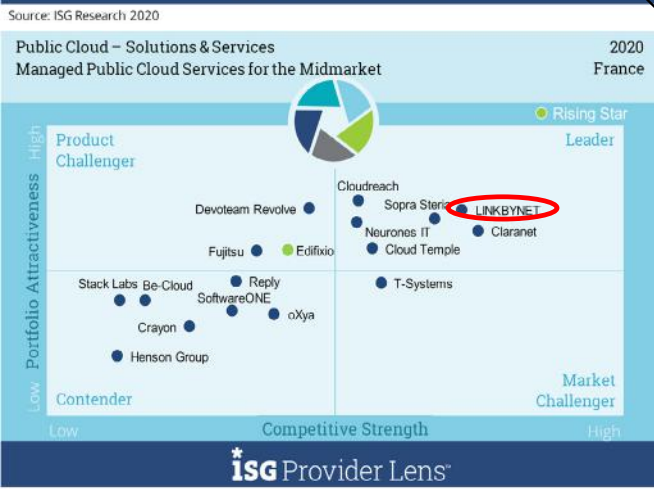 Source: ISG Research 2020
Public Cloud – Solutions & Services
2020
Managed Public Cloud Services for the Midmarket
France
Rising Star
High
Product
Challenger
Leader
Portfolio Attractiveness
Cloudreach
Devoteam Revolve
Sopra Steria
LINKBYNET
Neurones IT
Claranet
Fujitsu
Edifixio
Cloud Temple
Stack Labs
Be-Cloud
Reply
T-Systems
SoftwareONE
oXya
Crayon
Henson Group
Low
Contender
Market
Challenger
Low
Competitive Strength
High
ISG Provider Lens™